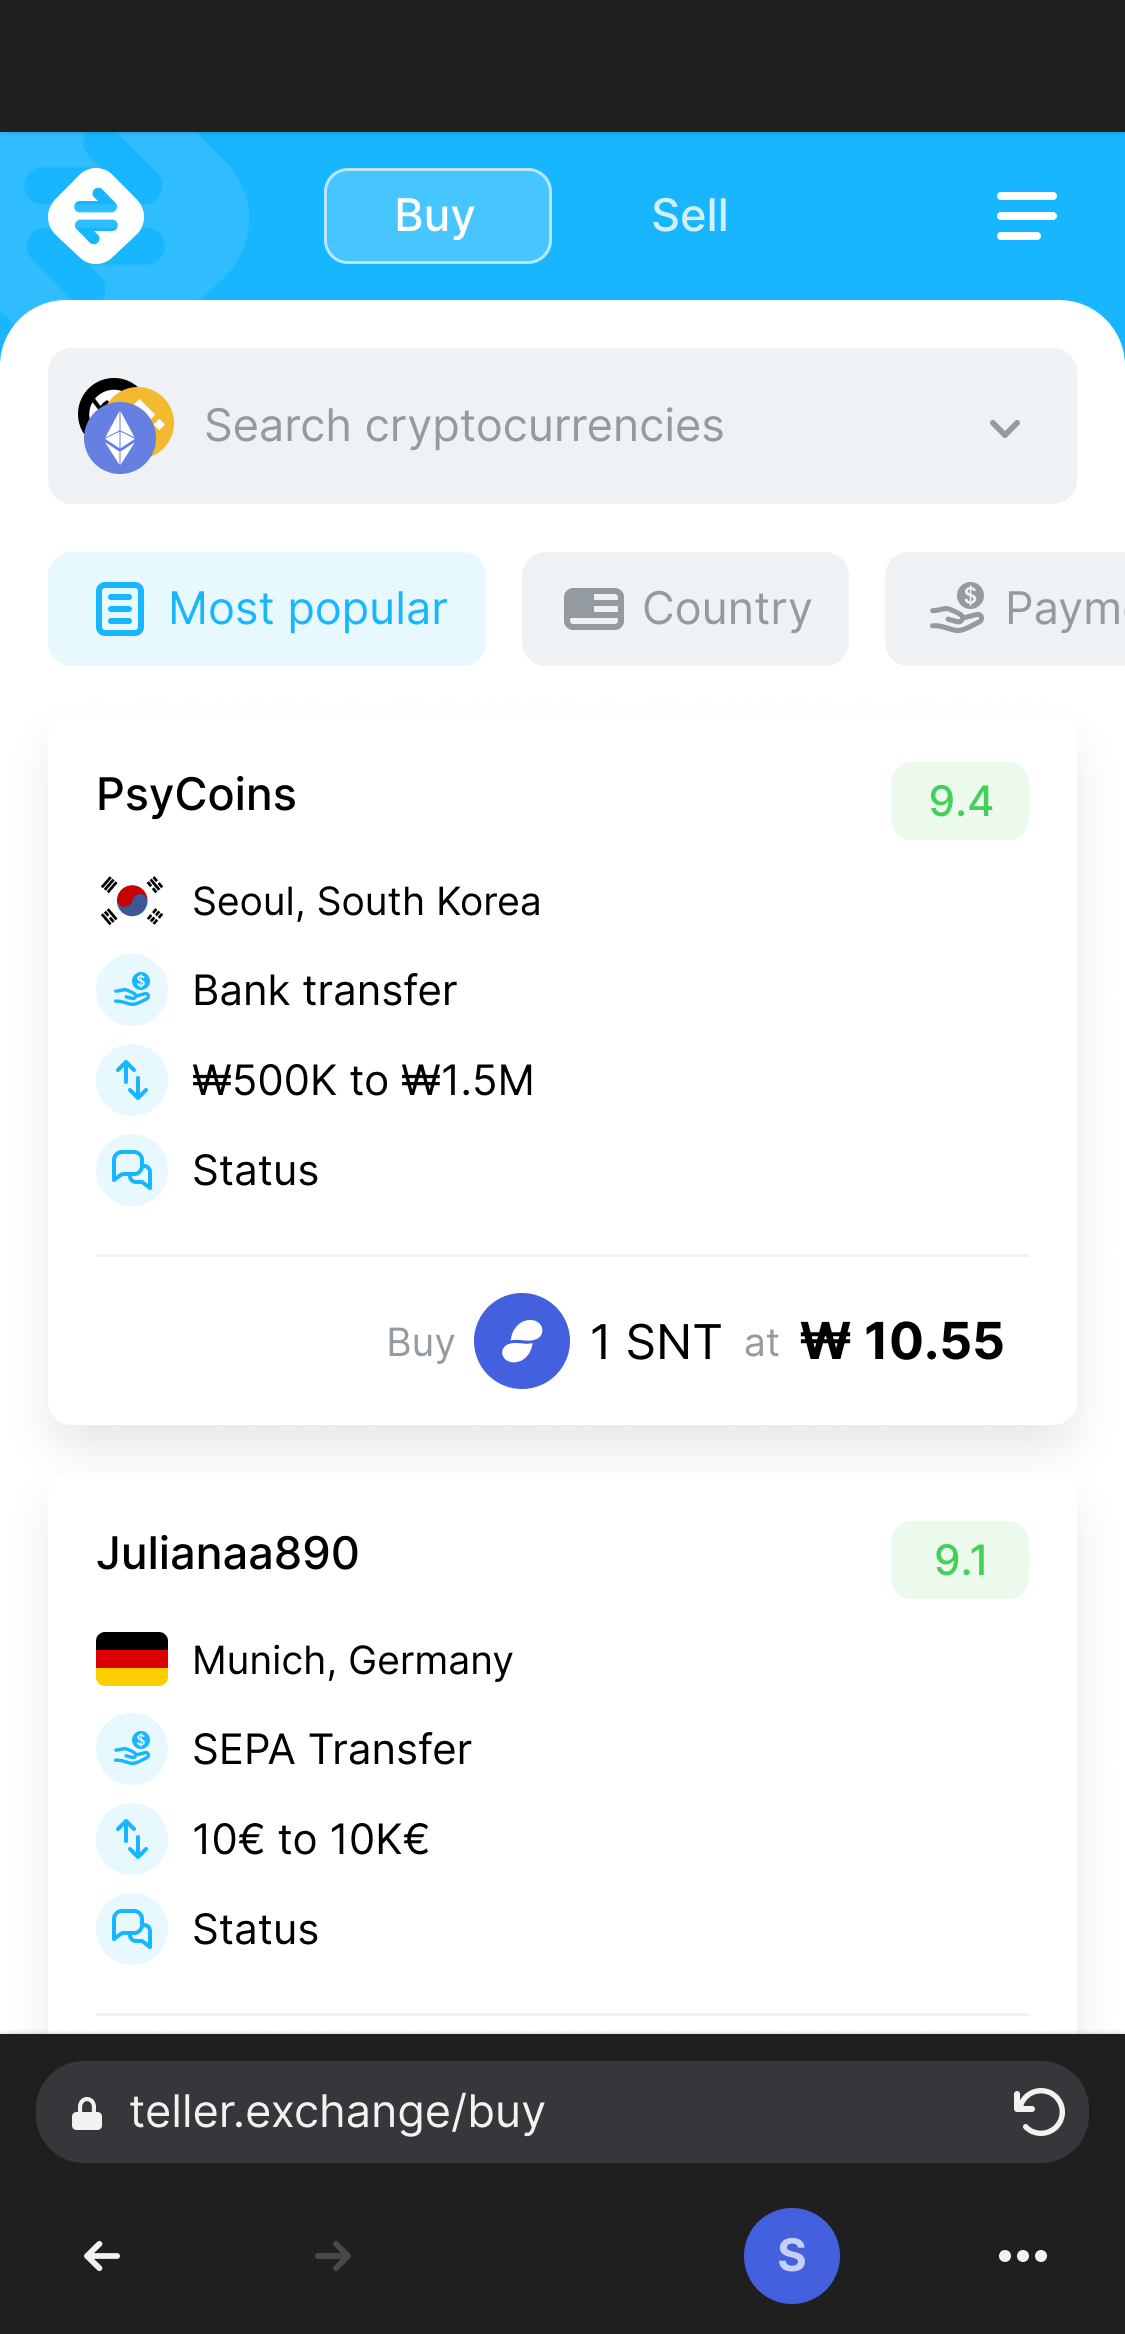 Buy
Sell
Search cryptocurrencies
Most popular
Country
Paym
PsyCoins
9.4
Seoul, South Korea
Bank transfer
₩500K to ₩1.5M
Status
Buy 1 SNT at ₩ 10.55
Julianaa890
9.1
Munich, Germany
SEPA Transfer
10€ to 10K€
Status
teller.exchange/buy
S